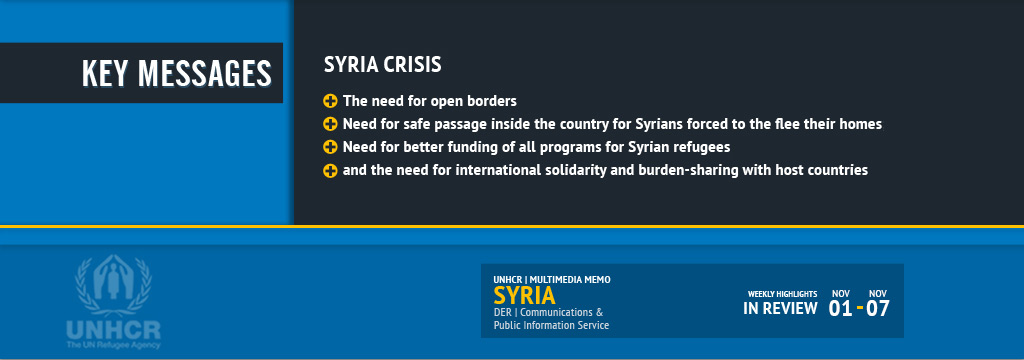 KEY MESSAGES
SYRIA CRISIS
The need for open borders
Need for safe passage inside the country for Syrians forced to the flee their homes
Need for better funding of all programs for Syrian refugees
and the need for international solidarity and burden-sharing with host countries
UNHCR
The UN Refugee Agency
UNHCR | MULTIMEDIA MEMO
SYRIA
DER | Communications &
Public Information Service
WEEKLY HIGHLIGHTS NOV NOV
IN REVIEW 01 - 07